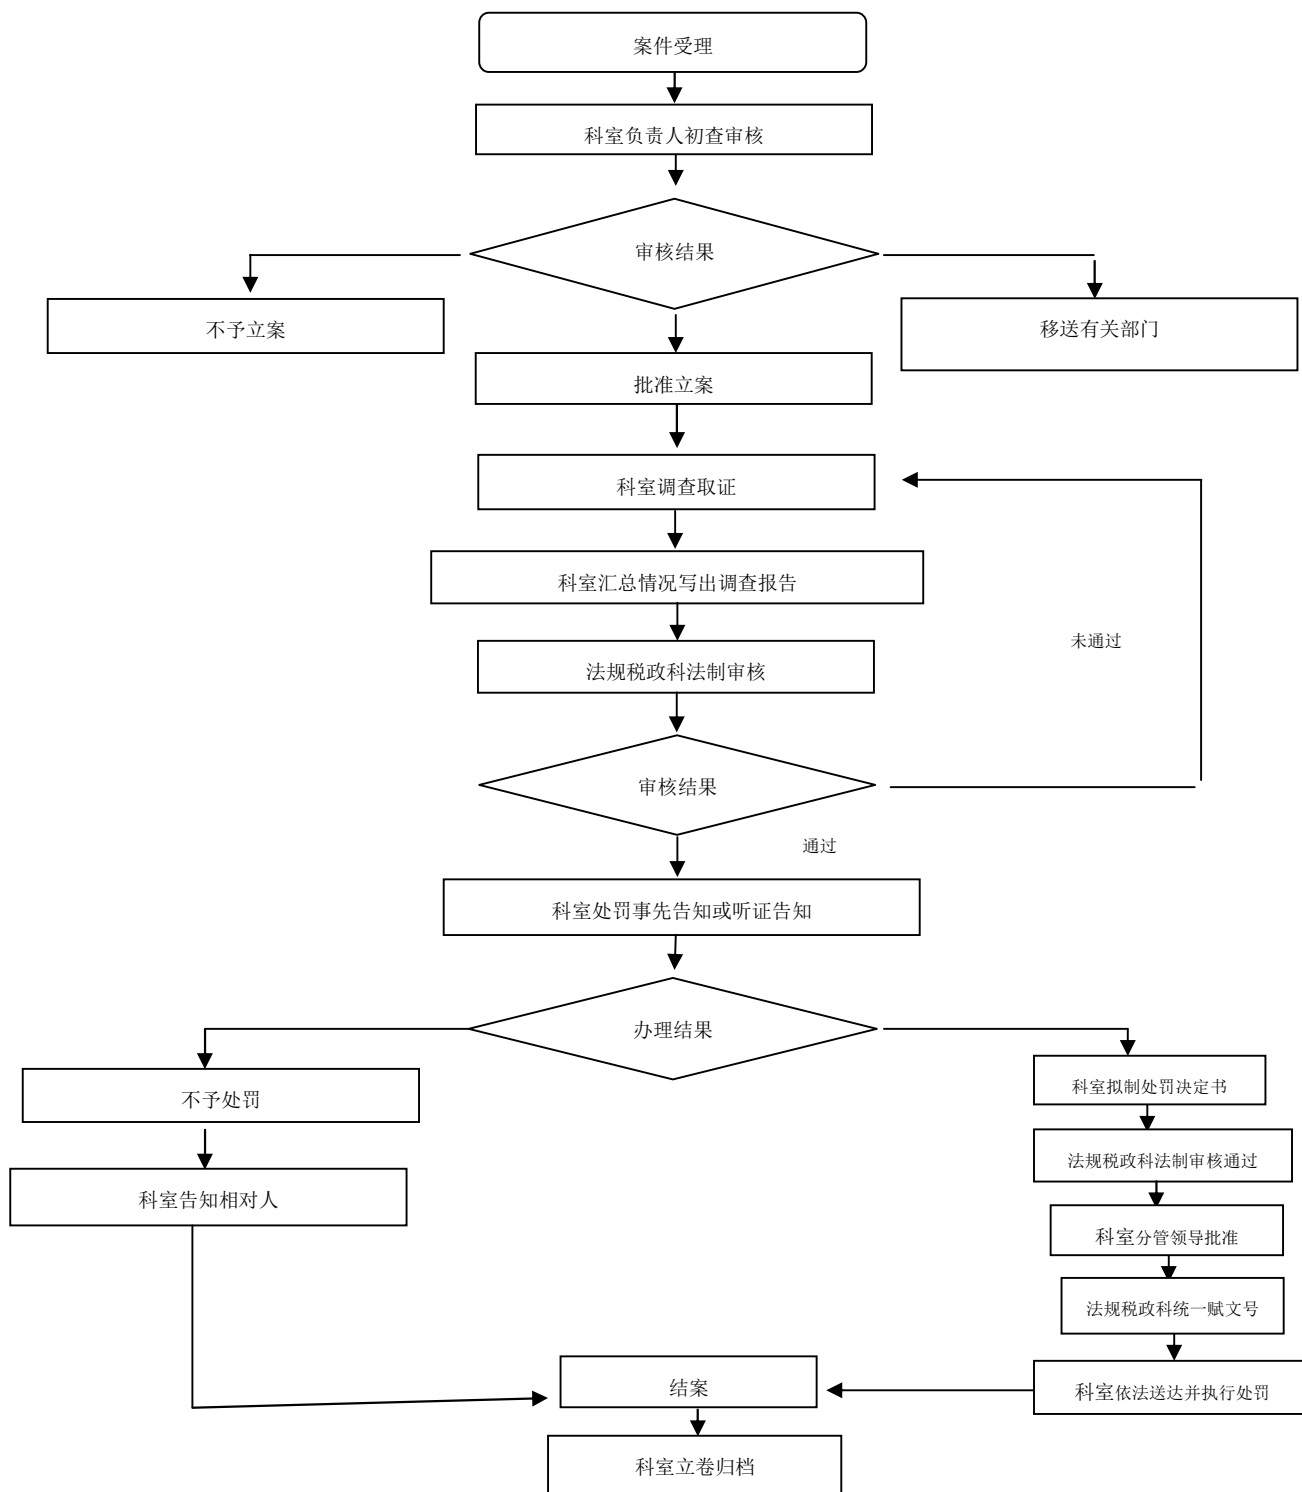 案件受理
科室负责人初查审核
审核结果
不予立案
移送有关部门
批准立案
科室调查取证
科室汇总情况写出调查报告
未通过
法规税政科法制审核
审核结果
通过
科室处罚事先告知或听证告知
办理结果
科室拟制处罚决定书
不予处罚
法规税政科法制审核通过
科室告知相对人
科室分管领导批准
法规税政科统一赋文号
结案
科室依法送达并执行处罚
科室立卷归档